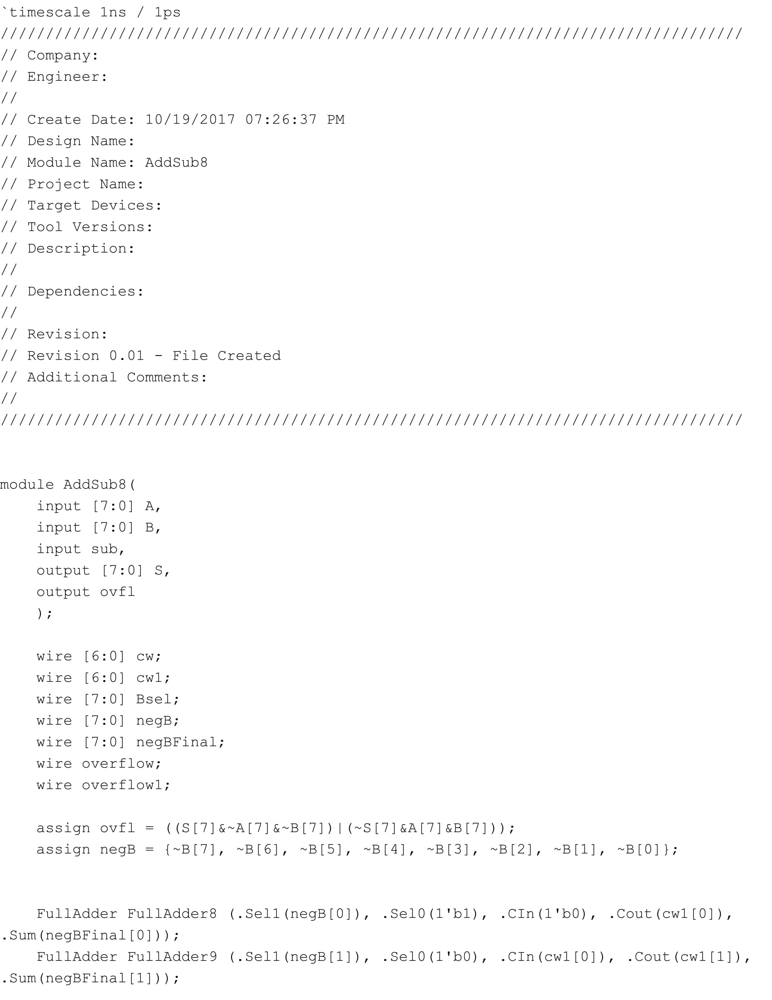 `timescale 1ns / 1ps
//////////////////////////////////////////////////////////////////////////////////
// Company:
// Engineer:
//
// Create Date: 10/19/2017 07:26:37 PM
// Design Name:
// Module Name: AddSub8
// Project Name:
// Target Devices:
// Tool Versions:
// Description:
//
// Dependencies:
//
// Revision:
// Revision 0.01 - File Created
// Additional Comments:
//
//////////////////////////////////////////////////////////////////////////////////
module AddSub8(
    input [7:0] A,
    input [7:0] B,
    input sub,
    output [7:0] S,
    output ovfl
    );
    wire [6:0] cw;
    wire [6:0] cw1;
    wire [7:0] Bsel;
    wire [7:0] negB;
    wire [7:0] negBFinal;
    wire overflow;
    wire overflow1;
    assign ovfl = ((S[7]&~A[7]&~B[7])|(~S[7]&A[7]&B[7]));
    assign negB = {~B[7], ~B[6], ~B[5], ~B[4], ~B[3], ~B[2], ~B[1], ~B[0]};
    FullAdder FullAdder8 (.Sel1(negB[0]), .Sel0(1'b1), .CIn(1'b0), .Cout(cw1[0]),
.Sum(negBFinal[0]));
    FullAdder FullAdder9 (.Sel1(negB[1]), .Sel0(1'b0), .CIn(cw1[0]), .Cout(cw1[1]),
.Sum(negBFinal[1]));